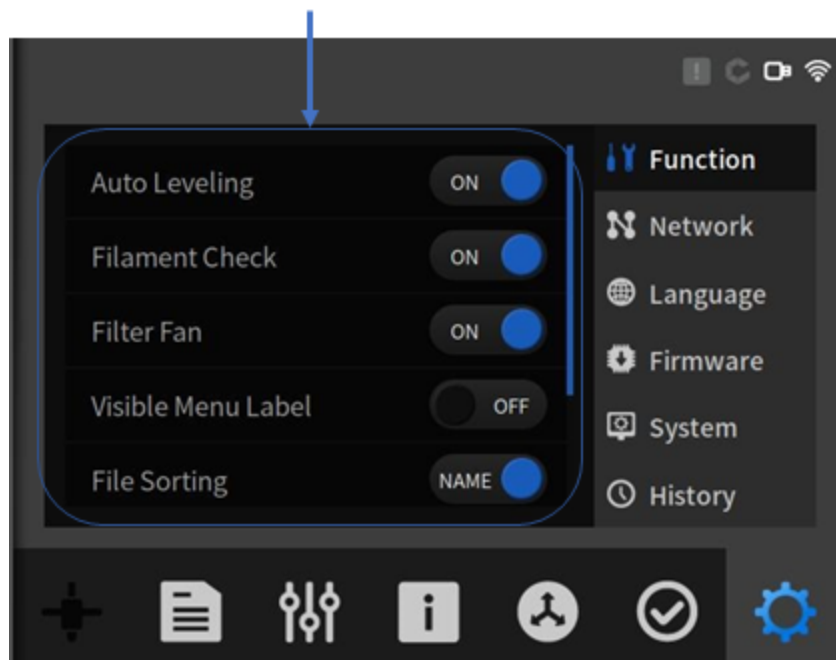 Auto Leveling ON
Filament Check ON
Filter Fan ON
Visible Menu Label OFF
File Sorting NAME
Function
Network
Language
Firmware
System
History